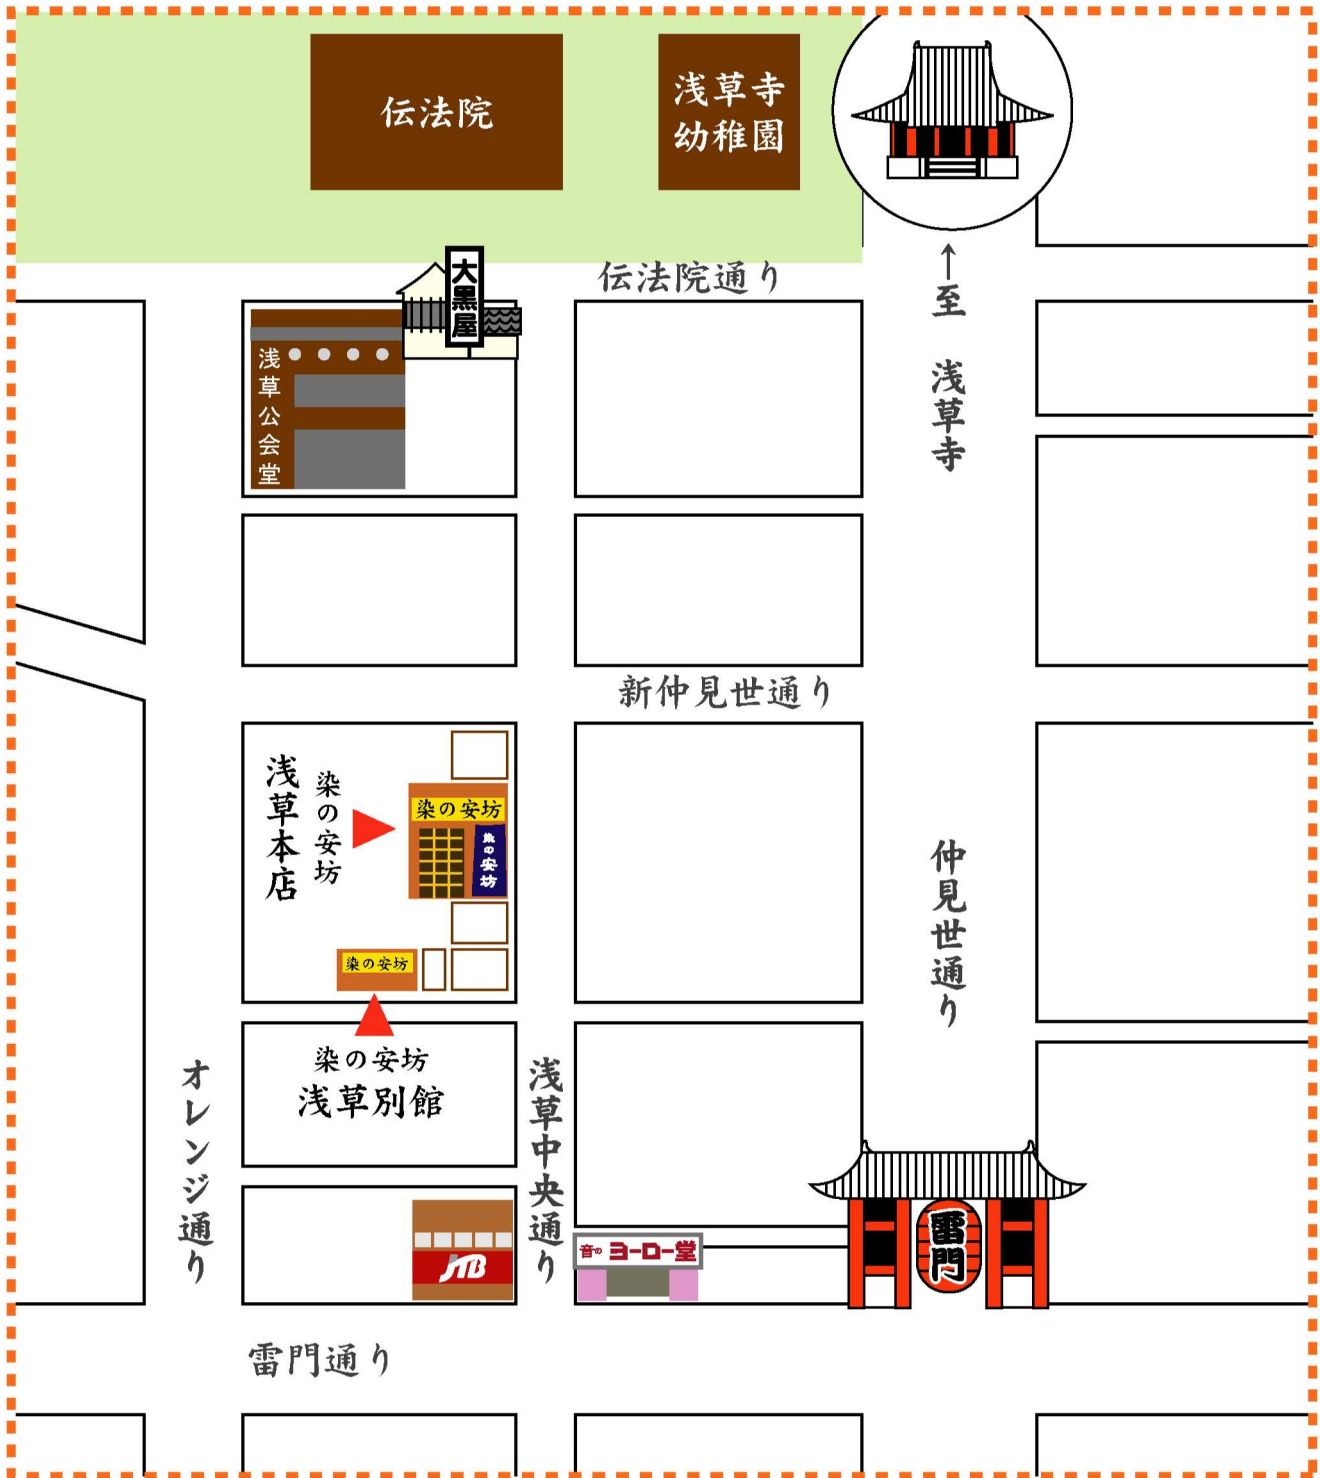 伝法院
浅草寺
幼稚園
大黒屋
伝法院通り
←至 浅草寺
浅草公会堂
新仲見世通り
染の安坊
浅草本店
染の安坊
染の安坊
仲見世通り
染の安坊
染の安坊
浅草別館
オレンジ通り
浅草中央通り
JTB
音のヨーロー堂
雷門
雷門通り